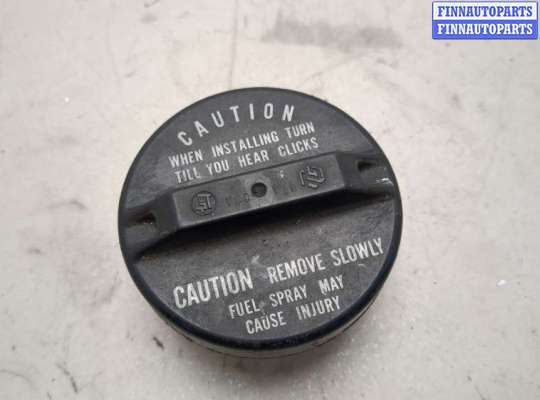 FINNAUTOPARTS
FINNAUTOPARTS
CAUTION
WHEN INSTALLING TURN
TILL YOU HEAR CLICKS
CAUTION REMOVE SLOWLY
FUEL SPRAY MAY
CAUSE INJURY